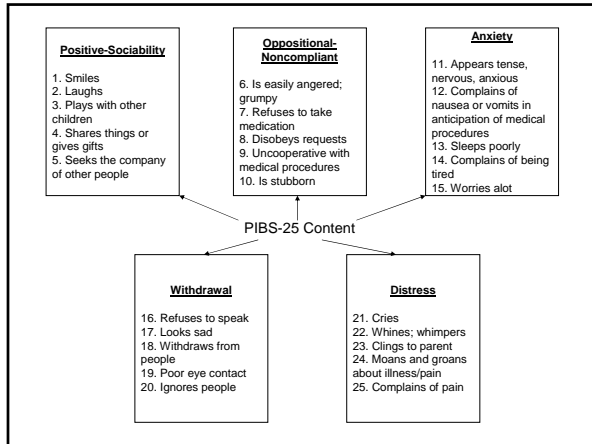 Positive-Sociability
1. Smiles
2. Laughs
3. Plays with other
children
4. Shares things or
gives gifts
5. Seeks the company
of other people
Oppositional-
Noncompliant
6. Is easily angered;
grumpy
7. Refuses to take
medication
8. Disobeys requests
9. Uncooperative with
medical procedures
10. Is stubborn
Anxiety
11. Appears tense,
nervous, anxious
12. Complains of
nausea or vomits in
anticipation of medical
procedures
13. Sleeps poorly
14. Complains of being
tired
15. Worries alot
PIBS-25 Content
Withdrawal
16. Refuses to speak
17. Looks sad
18. Withdraws from
people
19. Poor eye contact
20. Ignores people
Distress
21. Cries
22. Whines; whimpers
23. Clings to parent
24. Moans and groans
about illness/pain
25. Complains of pain